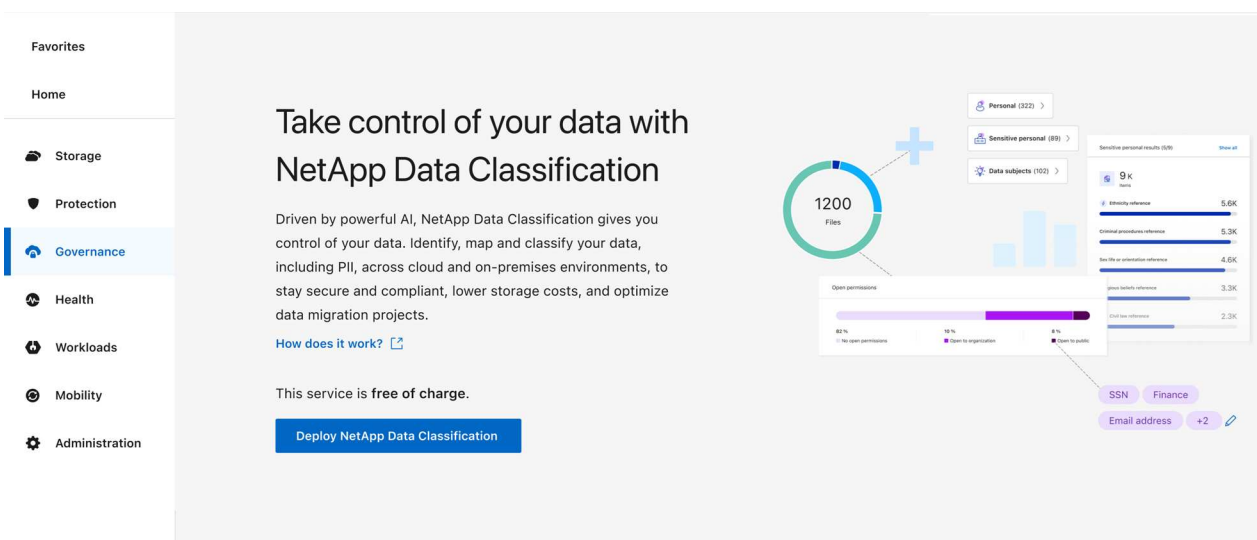 Favorites
Home
Storage
Protection
Governance
Health
Workloads
Mobility
Administration
Take control of your data with
NetApp Data Classification
Driven by powerful AI, NetApp Data Classification gives you
control of your data. Identify, map and classify your data,
including PII, across cloud and on-premises environments, to
stay secure and compliant, lower storage costs, and optimize
data migration projects.
How does it work?
This service is free of charge.
Deploy NetApp Data Classification
1200
Files
Personal (322)
Sensitive personal (89)
Data subjects (102)
Sensitive personal results (5/9) Show all
9 K
Items
Ethnicity reference 5.6K
Criminal procedures reference 5.3K
Sex life or orientation reference 4.6K
gious beliefs reference 3.3K
Civil law reference 2.3K
Open permissions
82 % 10 % 8 %
No open permissions Open to organization Open to public
SSN Finance
Email address +2